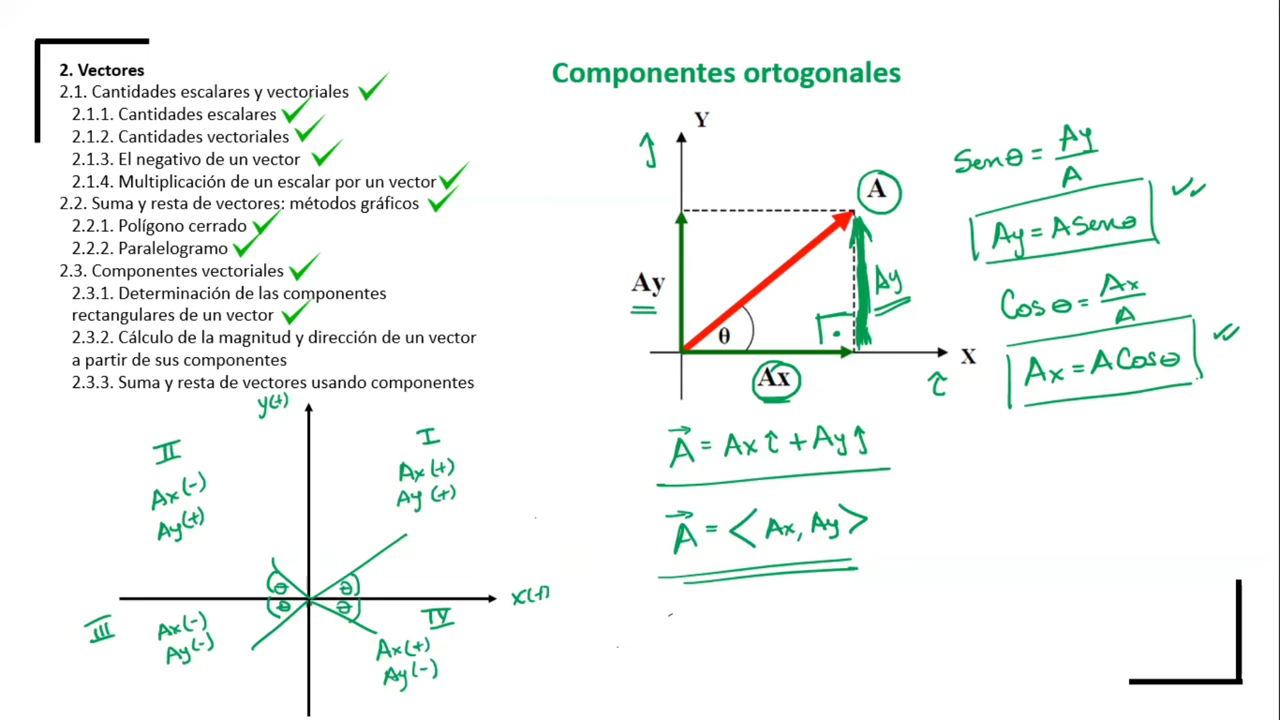 2. Vectores
2.1. Cantidades escalares y vectoriales
2.1.1. Cantidades escalares
2.1.2. Cantidades vectoriales
2.1.3. El negativo de un vector
2.1.4. Multiplicación de un escalar por un vector
2.2. Suma y resta de vectores: métodos gráficos
2.2.1. Polígono cerrado
2.2.2. Paralelogramo
2.3. Componentes vectoriales
2.3.1. Determinación de las componentes
rectangulares de un vector
2.3.2. Cálculo de la magnitud y dirección de un vector
a partir de sus componentes
2.3.3. Suma y resta de vectores usando componentes
Componentes ortogonales
Y
ĵ
A
Ay
Ay
θ
Ax
X
î
Senθ = Ay/A
Ay = A Senθ
Cosθ = Ax/A
Ax = A Cosθ
A⃗ = Ax î + Ay ĵ
A⃗ = <Ax, Ay>
y(+)
II
Ax(-)
Ay(+)
I
Ax(+)
Ay(+)
θ
θ
θ
θ
x(+)
III
Ax(-)
Ay(-)
IV
Ax(+)
Ay(-)